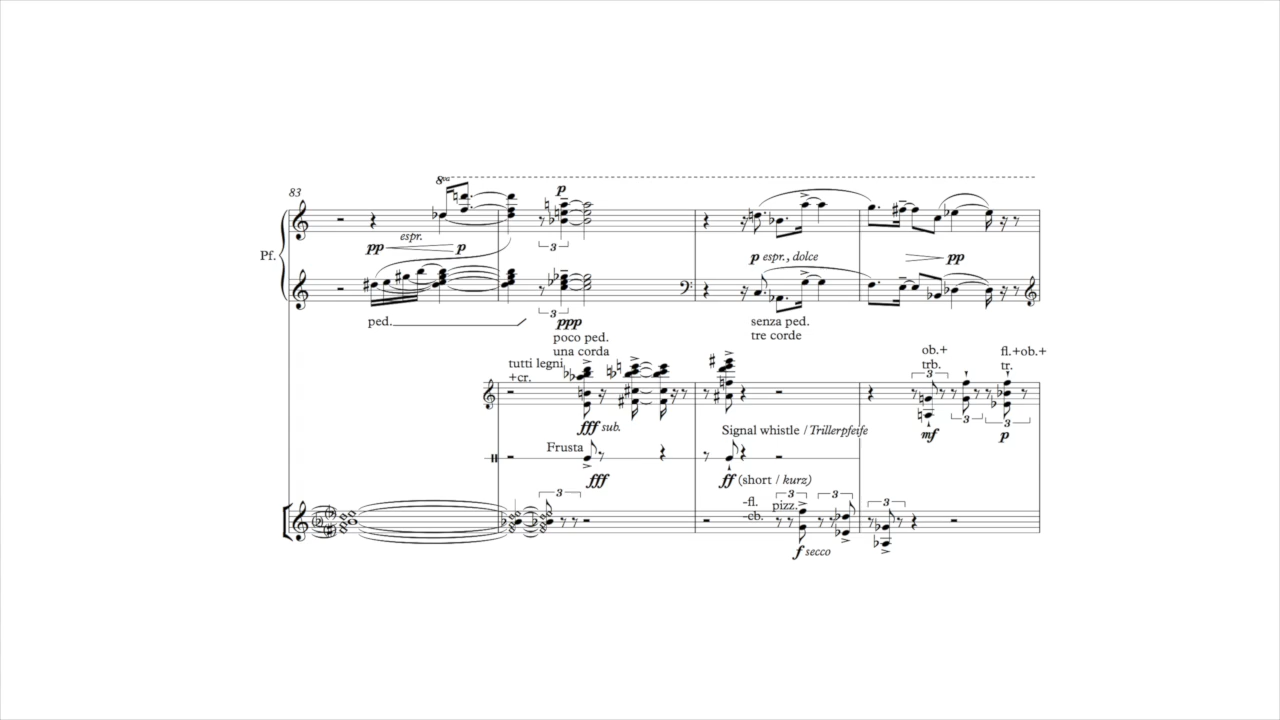 83
8va
p
Pf.
espr.
pp
p
p espr., dolce
pp
3
3
ped.
ppp
poco ped.
una corda
senza ped.
tre corde
tutti legni
+cr.
ob.+
trb.
fl.+ob.+
tr.
3
3
3
fff sub.
mf
p
Signal whistle / Trillerpfeife
Frusta
fff
ff (short / kurz)
3
-fl.
-cb.
pizz.
3
3
3
f secco